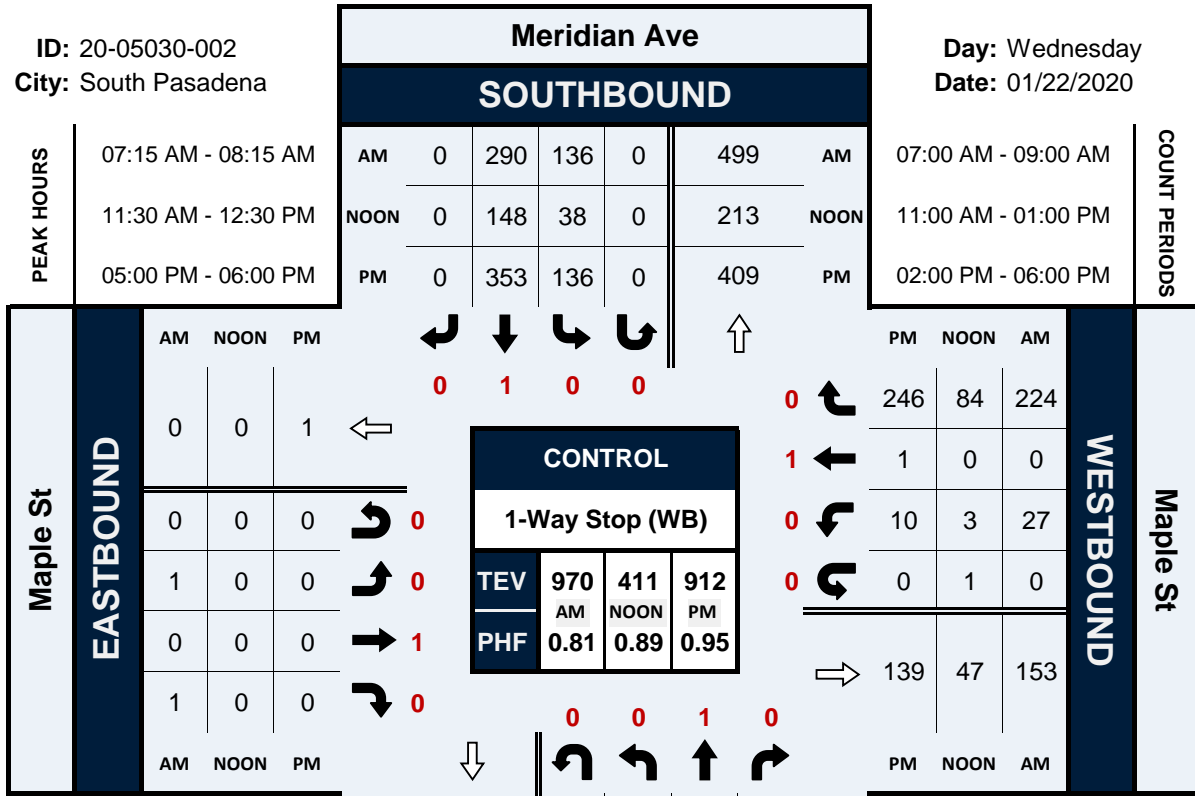 ID: 20-05030-002
City: South Pasadena
Meridian Ave
SOUTHBOUND
Day: Wednesday
Date: 01/22/2020
PEAK HOURS
07:15 AM - 08:15 AM
11:30 AM - 12:30 PM
05:00 PM - 06:00 PM
AM 0 290 136 0 499 AM
NOON 0 148 38 0 213 NOON
PM 0 353 136 0 409 PM
07:00 AM - 09:00 AM
11:00 AM - 01:00 PM
02:00 PM - 06:00 PM
COUNT PERIODS
0 1 0 0
Maple St
EASTBOUND
AM NOON PM
0 0 1
0 0 0 0
1 0 0 0
0 0 0 1
1 0 0 0
AM NOON PM
CONTROL
1-Way Stop (WB)
TEV 970 411 912
AM NOON PM
PHF 0.81 0.89 0.95
0 0 1 0
PM NOON AM
0 246 84 224
1 1 0 0
0 10 3 27
0 0 1 0
139 47 153
PM NOON AM
WESTBOUND
Maple St